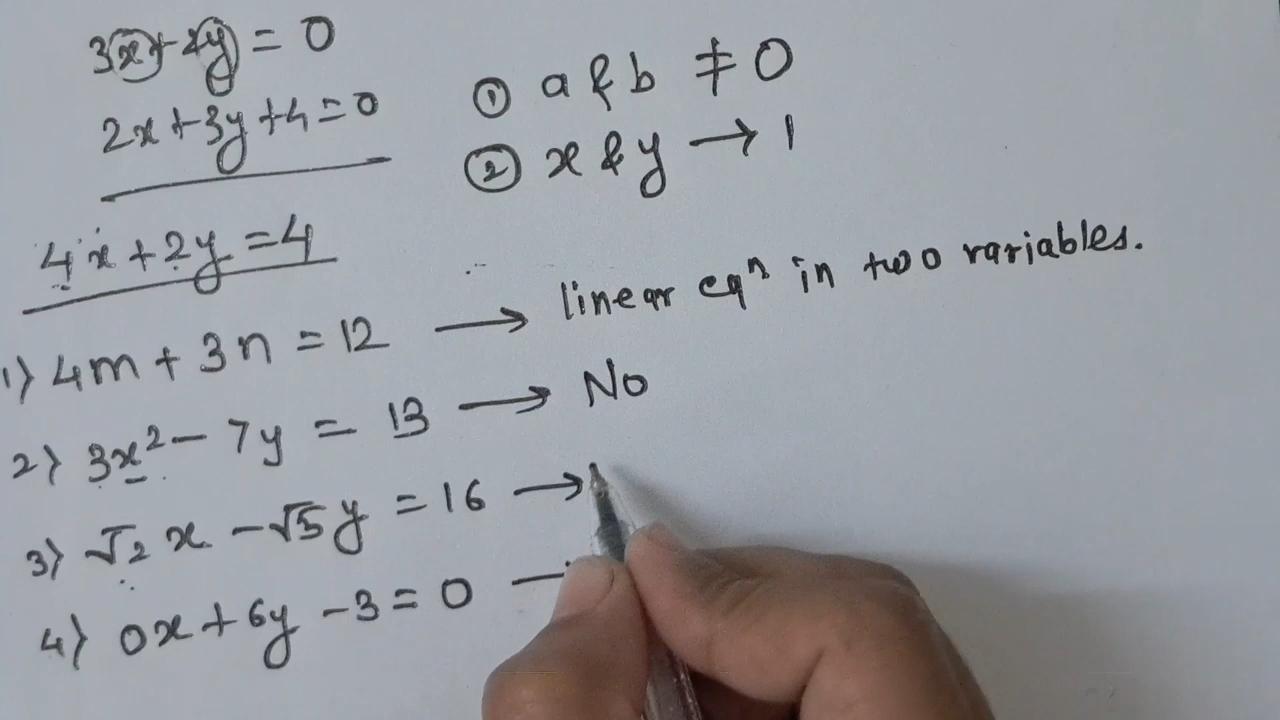 3x+4y = 0
2x+3y+4=0
① a & b ≠ 0
② x & y → 1
4x+2y=4
1) 4m + 3n = 12 → linear eqⁿ in two variables.
2) 3x² - 7y = 13 → No
3) √2 x - √5 y = 16 →
4) 0x + 6y - 3 = 0 —